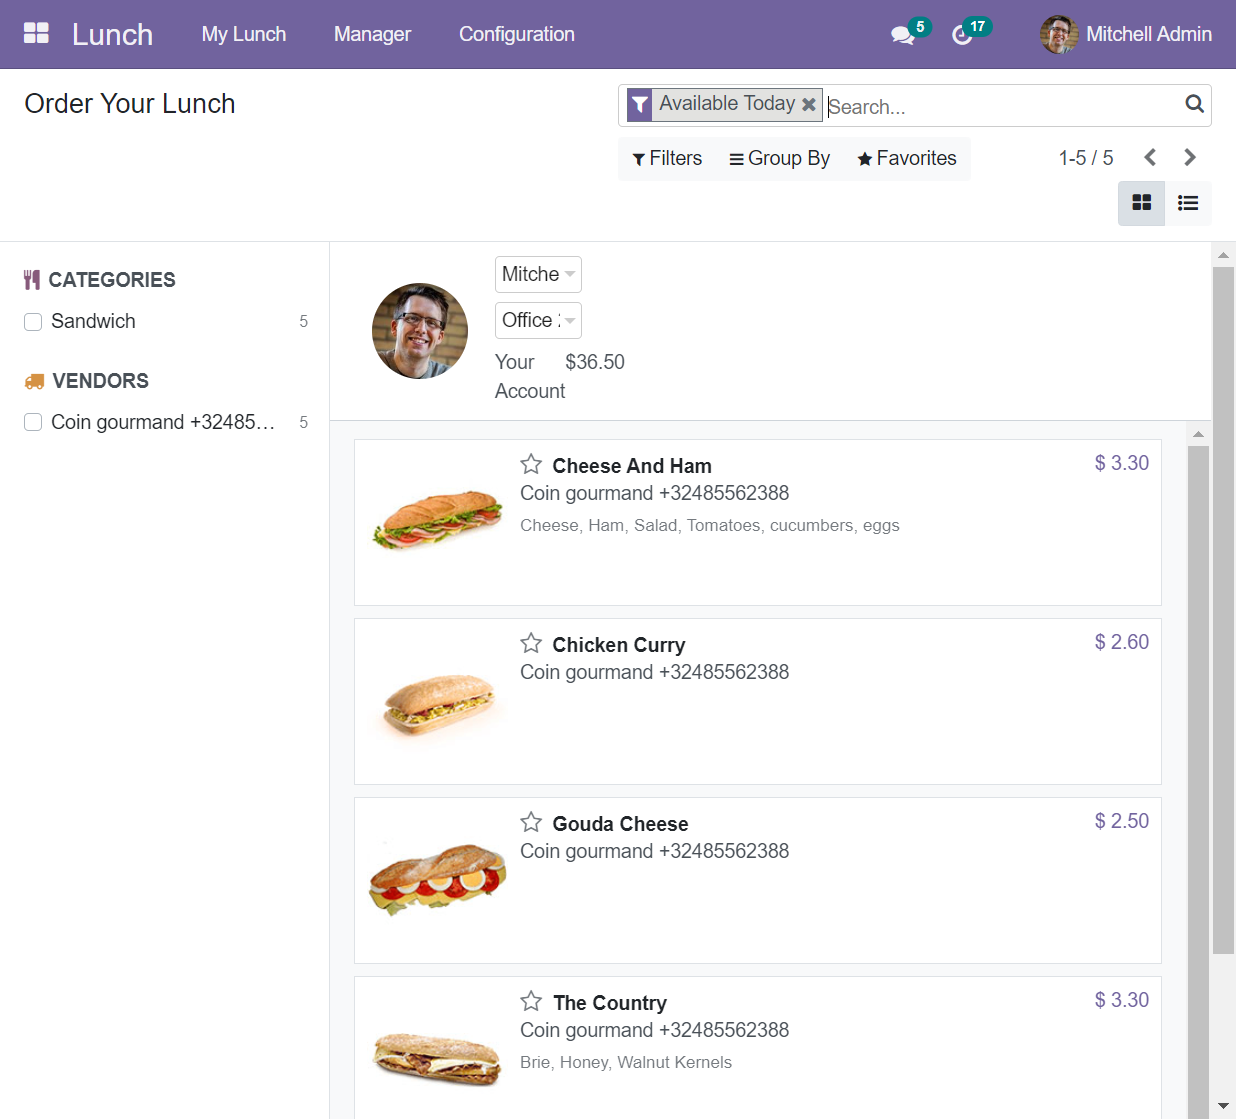 Lunch My Lunch Manager Configuration 5 17 Mitchell Admin
Order Your Lunch
Available Today Search...
Filters Group By Favorites 1-5 / 5
CATEGORIES
Sandwich 5
VENDORS
Coin gourmand +32485... 5
Mitche
Office
Your Account $36.50
Cheese And Ham $ 3.30
Coin gourmand +32485562388
Cheese, Ham, Salad, Tomatoes, cucumbers, eggs
Chicken Curry $ 2.60
Coin gourmand +32485562388
Gouda Cheese $ 2.50
Coin gourmand +32485562388
The Country $ 3.30
Coin gourmand +32485562388
Brie, Honey, Walnut Kernels